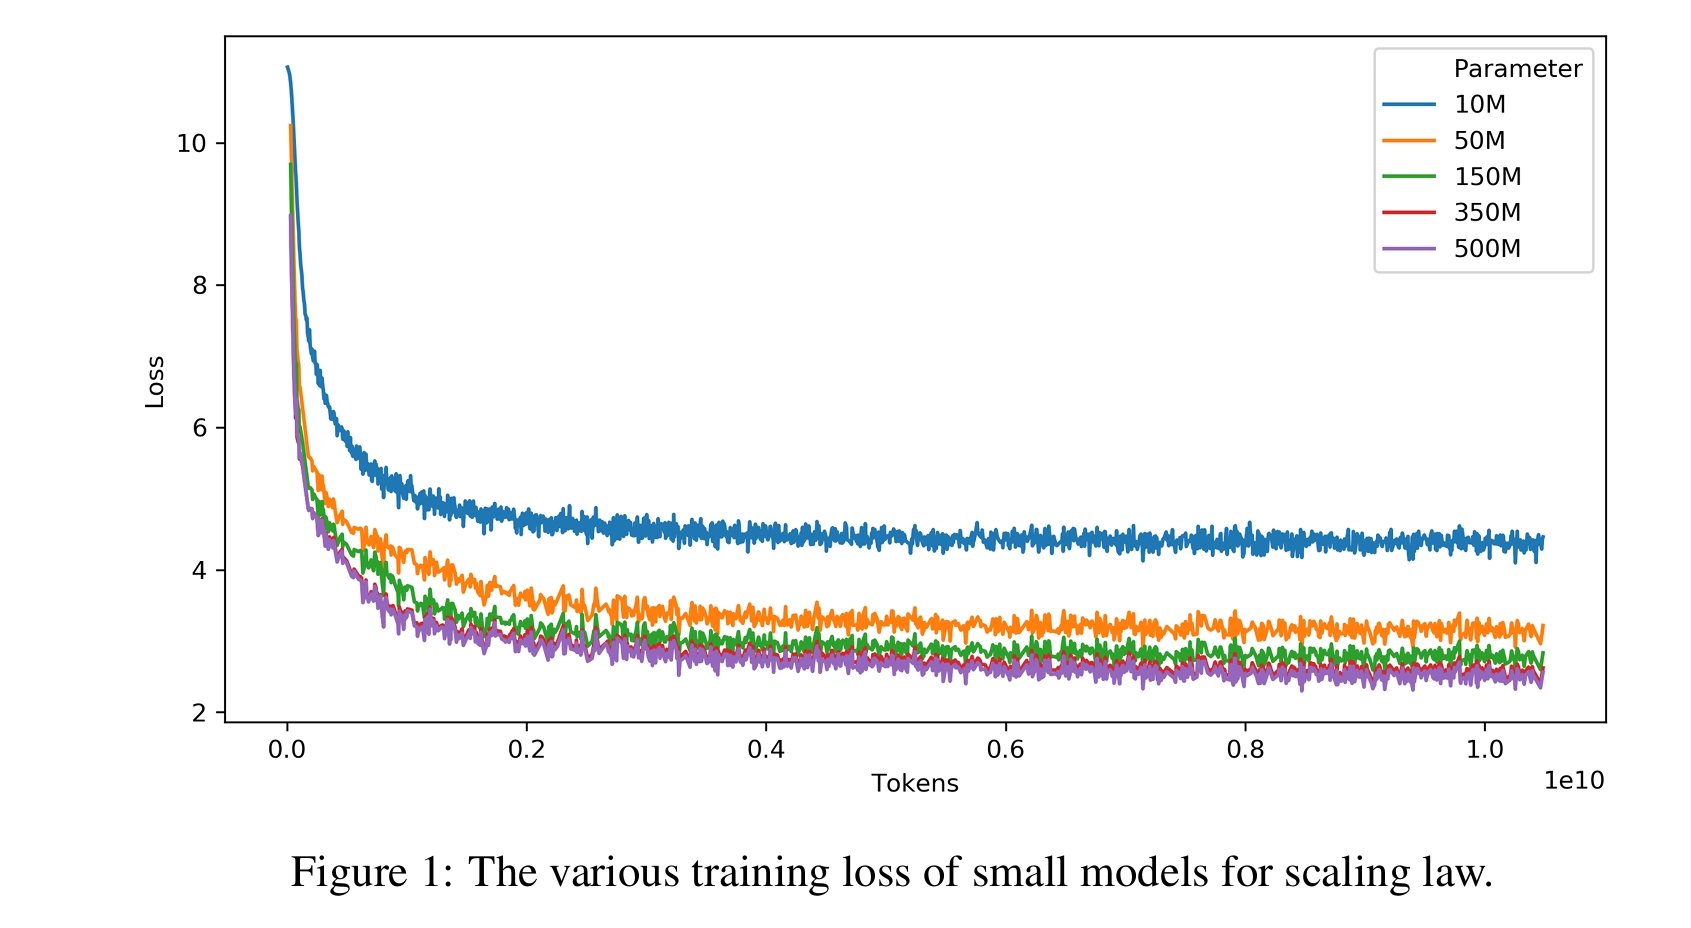 Parameter
10M
50M
150M
350M
500M
10
8
6
4
2
Loss
0.0 0.2 0.4 0.6 0.8 1.0
Tokens
1e10
Figure 1: The various training loss of small models for scaling law.